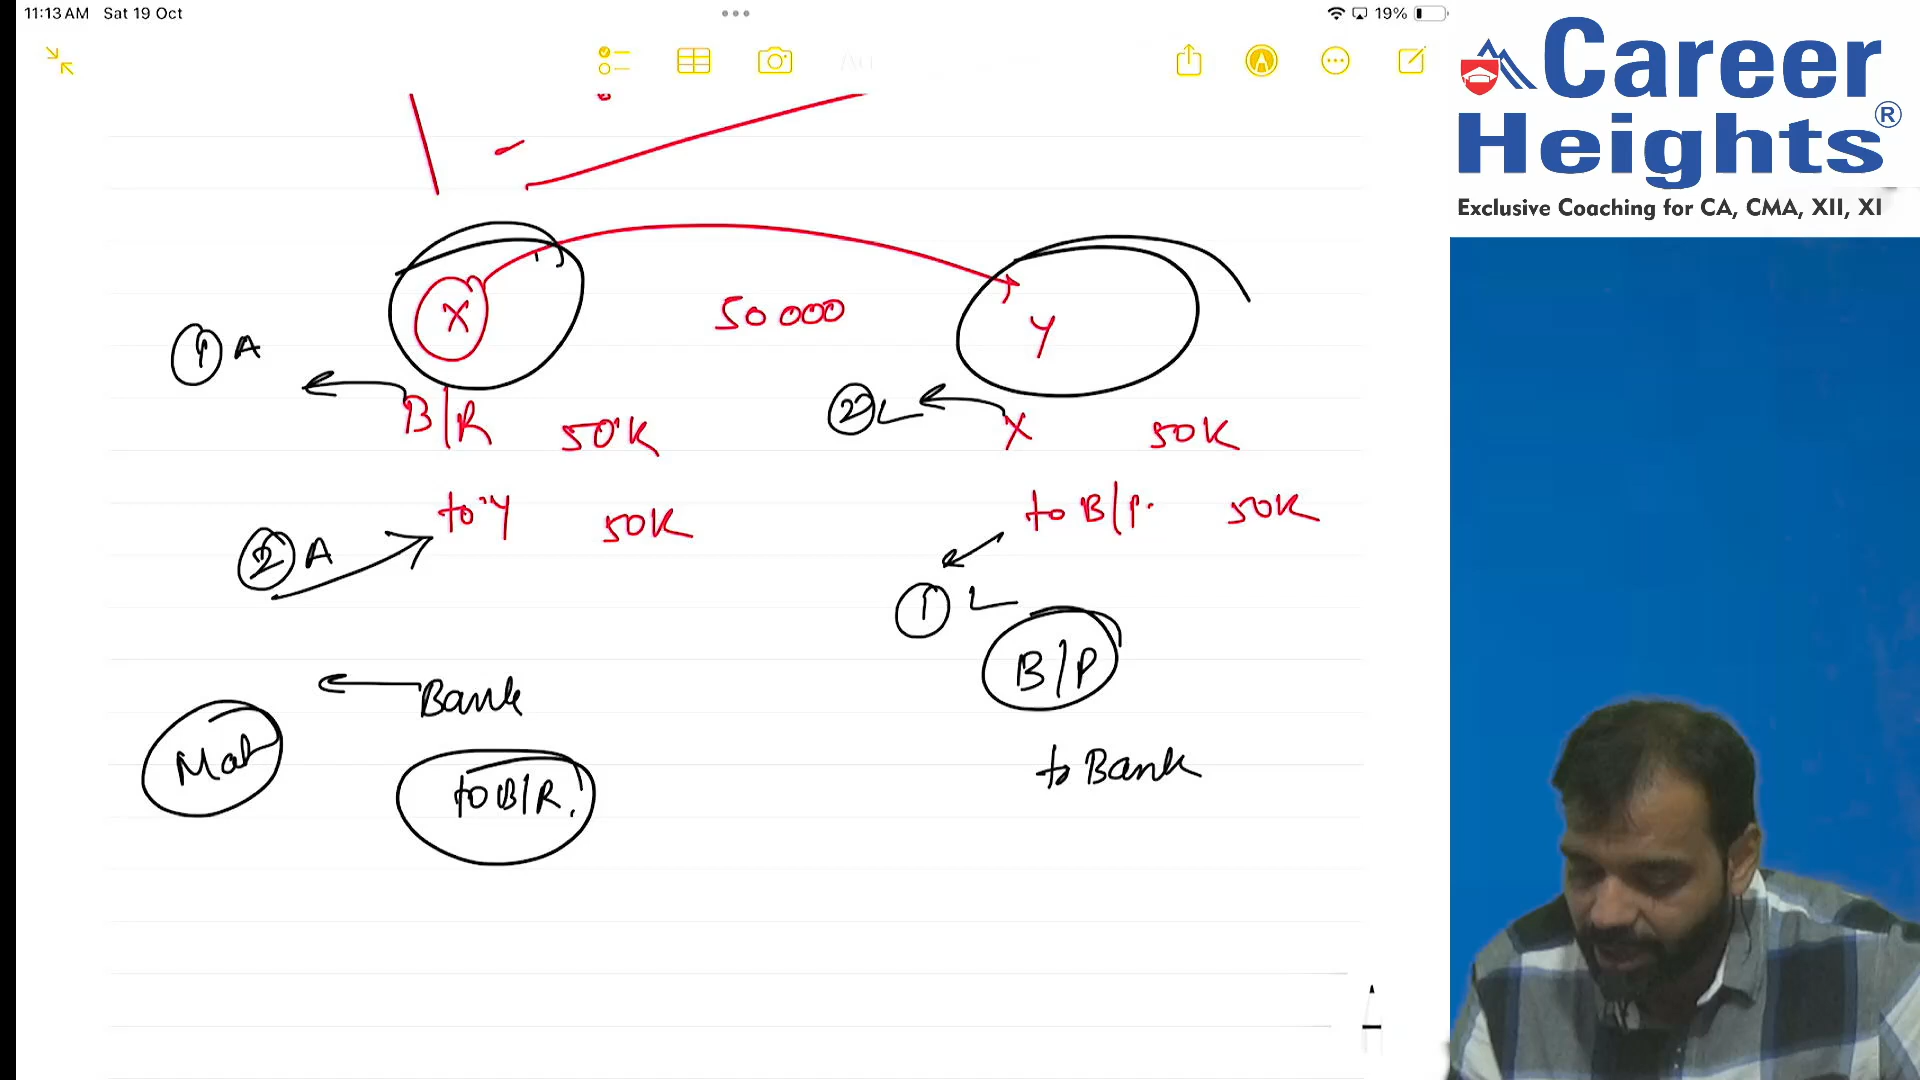 11:13 AM Sat 19 Oct
19%
Career
Heights®
Exclusive Coaching for CA, CMA, XII, XI
X 50000 Y
① A
B/R 50K
② L X 50K
to Y 50K
to B/P. 50K
② A
① L
B/P
Bank
Mat
to B/R.
to Bank